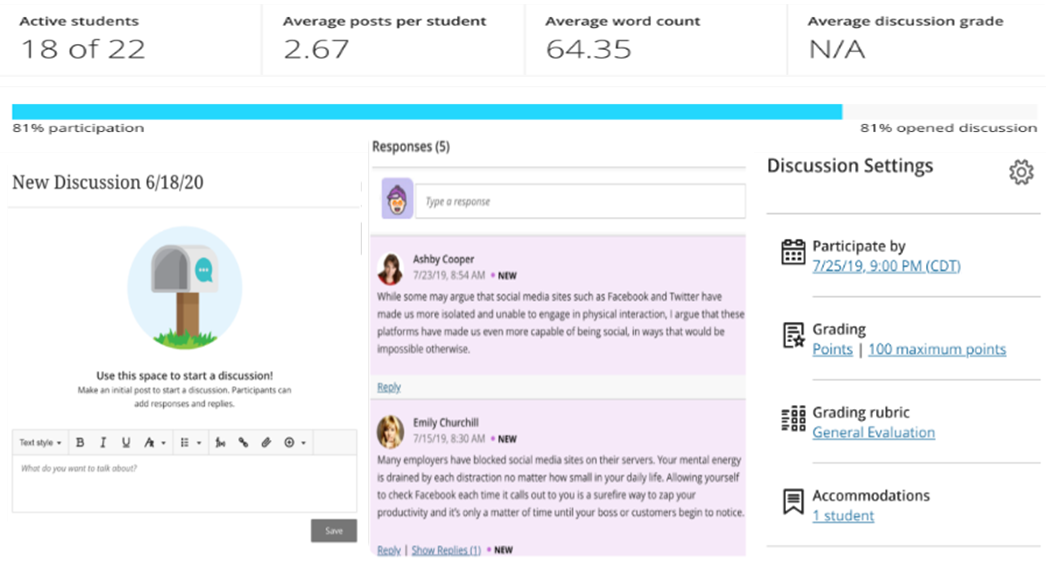 Active students
18 of 22
Average posts per student
2.67
Average word count
64.35
Average discussion grade
N/A
81% participation
81% opened discussion
New Discussion 6/18/20
Use this space to start a discussion!
Make an initial post to start a discussion. Participants can
add responses and replies.
Text style
B I U
What do you want to talk about?
Save
Responses (5)
Type a response
Ashby Cooper
7/23/19, 8:54 AM • NEW
While some may argue that social media sites such as Facebook and Twitter have
made us more isolated and unable to engage in physical interaction, I argue that these
platforms have made us even more capable of being social, in ways that would be
impossible otherwise.
Reply
Emily Churchill
7/15/19, 8:30 AM • NEW
Many employers have blocked social media sites on their servers. Your mental energy
is drained by each distraction no matter how small in your daily life. Allowing yourself
to check Facebook each time it calls out to you is a surefire way to zap your
productivity and it's only a matter of time until your boss or customers begin to notice.
Reply | Show Replies (1) • NEW
Discussion Settings
Participate by
7/25/19, 9:00 PM (CDT)
Grading
Points | 100 maximum points
Grading rubric
General Evaluation
Accommodations
1 student